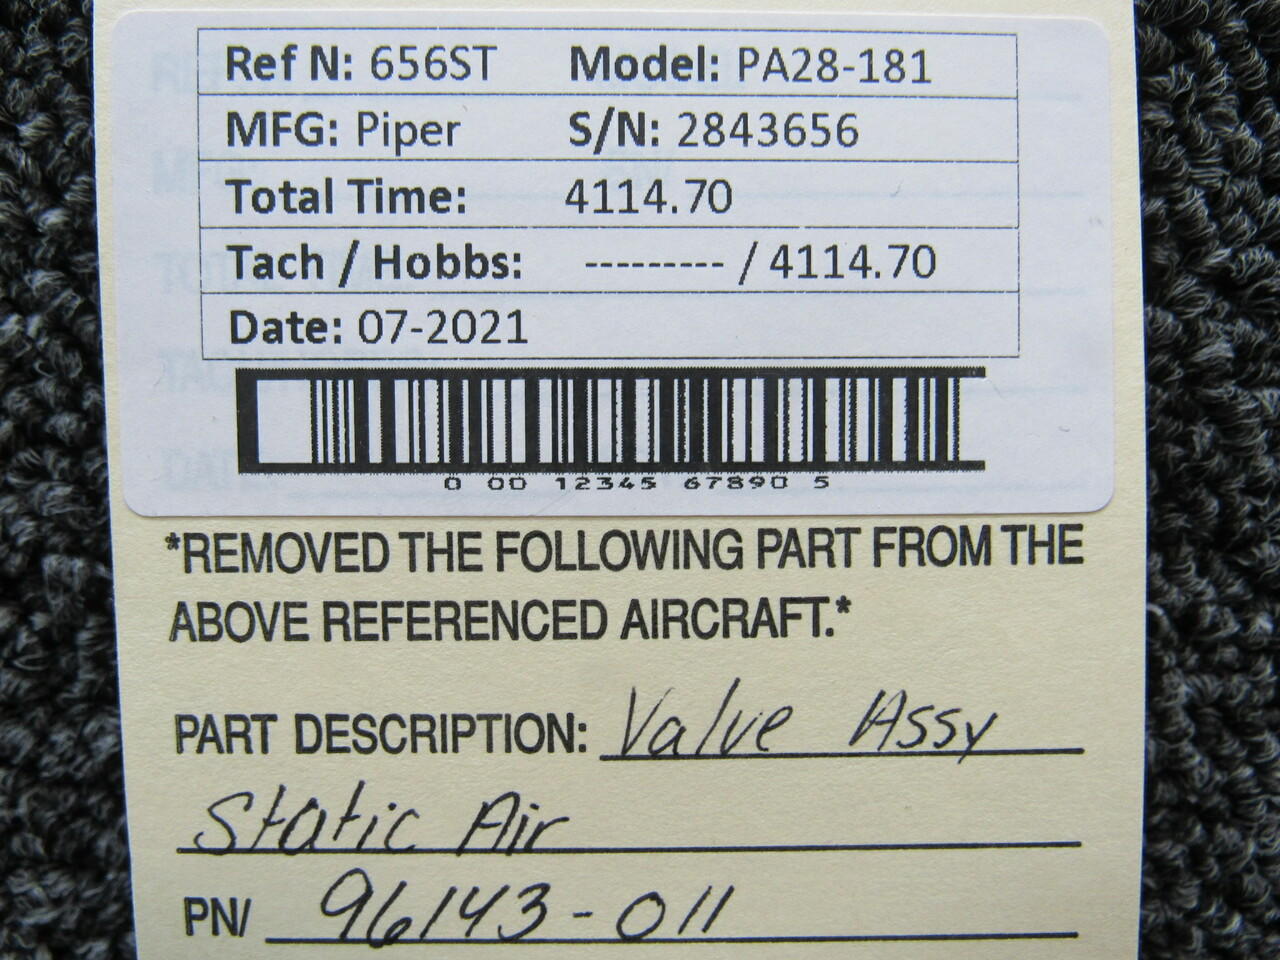 Ref N: 656ST Model: PA28-181
MFG: Piper S/N: 2843656
Total Time: 4114.70
Tach / Hobbs: --------- / 4114.70
Date: 07-2021
0 00 12345 67890 5
*REMOVED THE FOLLOWING PART FROM THE
ABOVE REFERENCED AIRCRAFT.*
PART DESCRIPTION: Valve Assy
Static Air
PN/ 96143-011